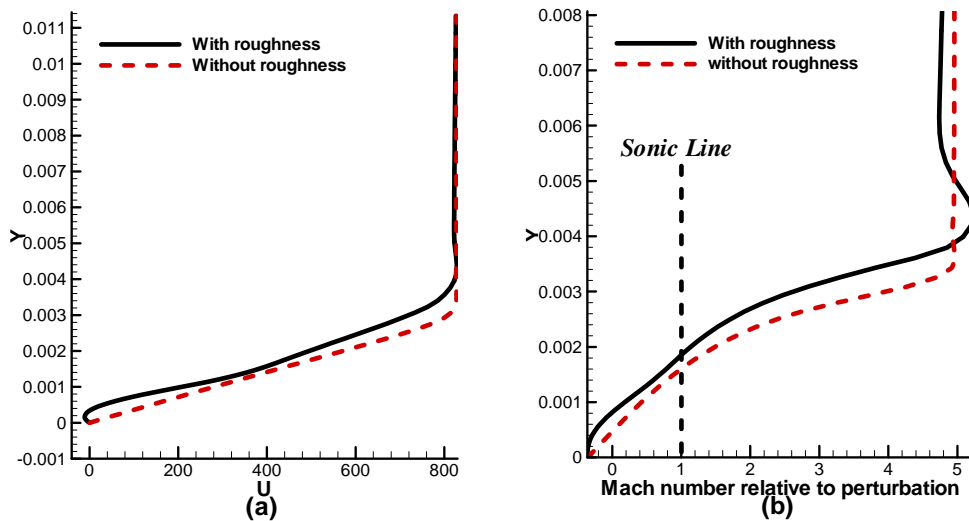 0.011
0.01
0.009
0.008
0.007
0.006
0.005
0.004
0.003
0.002
0.001
0
-0.001
Y
With roughness
Without roughness
0 200 400 600 800
U
(a)
0.008
0.007
0.006
0.005
0.004
0.003
0.002
0.001
0
Y
With roughness
without roughness
Sonic Line
0 1 2 3 4 5
Mach number relative to perturbation
(b)